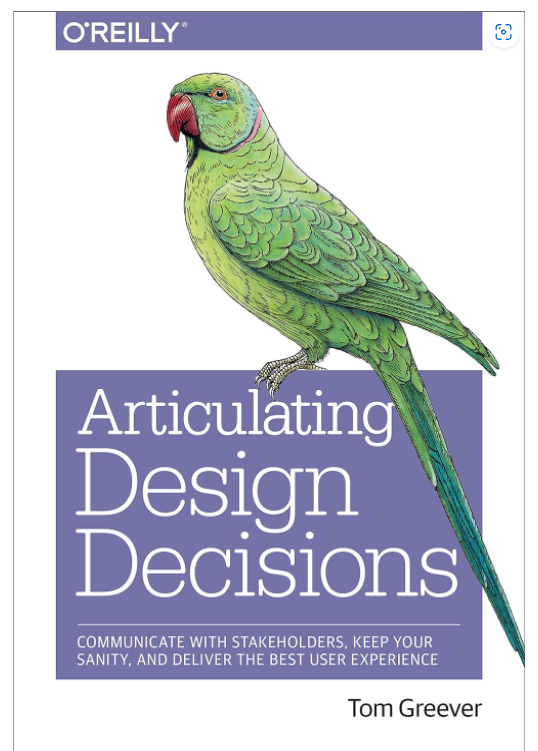 O'REILLY®
Articulating
Design
Decisions
COMMUNICATE WITH STAKEHOLDERS, KEEP YOUR
SANITY, AND DELIVER THE BEST USER EXPERIENCE
Tom Greever